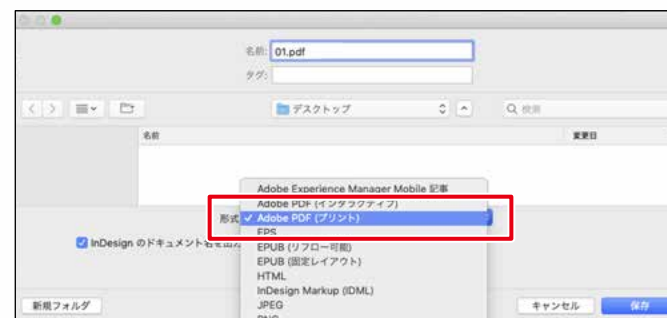 名前: 01.pdf
タグ:
デスクトップ
検索
名前
変更日
Adobe Experience Manager Mobile 記事
Adobe PDF (インタラクティブ)
形式 ✓ Adobe PDF (プリント)
EPS
InDesign のドキュメント名を出力
EPUB (リフロー可能)
EPUB (固定レイアウト)
HTML
InDesign Markup (IDML)
JPEG
新規フォルダ
キャンセル
保存
PNG